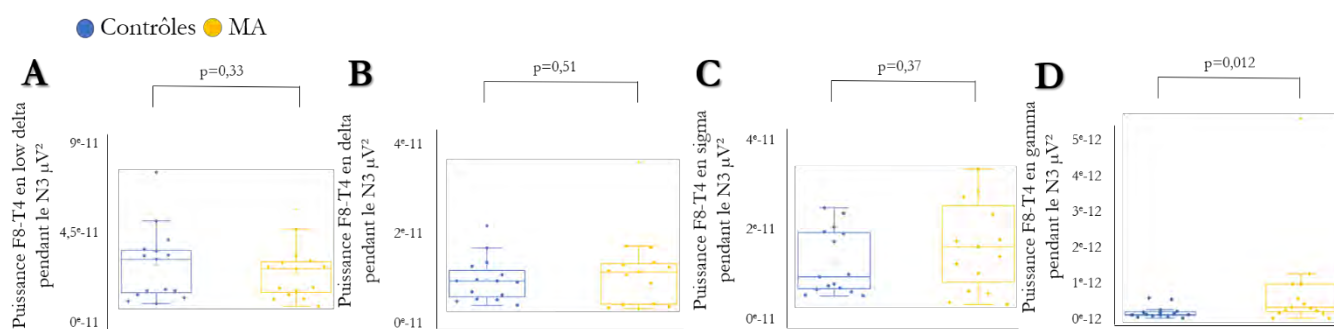 Contrôles MA
A
p=0,33
Puissance F8-T4 en low delta
pendant le N3 µV²
9ᵉ-11
4,5ᵉ-11
0ᵉ-11
B
p=0,51
Puissance F8-T4 en delta
pendant le N3 µV²
4ᵉ-11
2ᵉ-11
0ᵉ-11
C
p=0,37
Puissance F8-T4 en sigma
pendant le N3 µV²
4ᵉ-11
2ᵉ-11
0ᵉ-11
D
p=0,012
Puissance F8-T4 en gamma
pendant le N3 µV²
5ᵉ-12
4ᵉ-12
3ᵉ-12
2ᵉ-12
1ᵉ-12
0ᵉ-12